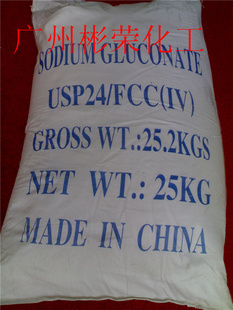 广州彬荣化工
SODIUM GLUCONATE
USP24/FCC(IV)
GROSS WT.:25.2KGS
NET WT.: 25KG
MADE IN CHINA